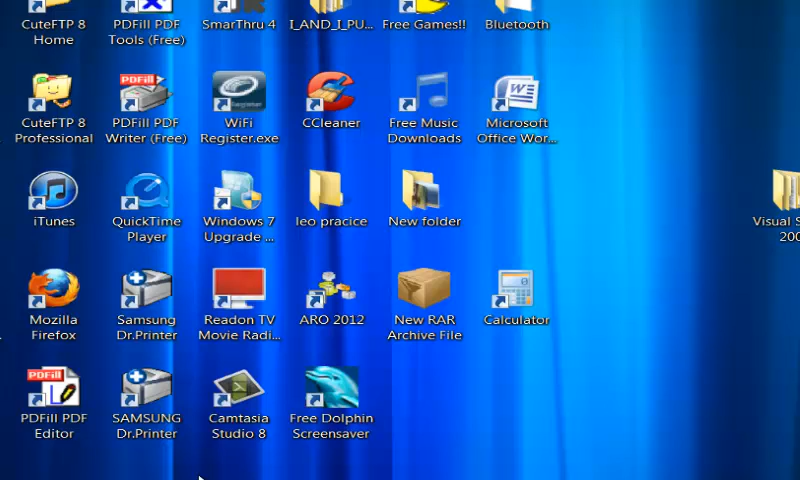 CuteFTP 8
Home
PDFill PDF
Tools (Free)
SmarThru 4
I_AND_I_PU...
Free Games!!
Bluetooth
CuteFTP 8
Professional
PDFill
PDFill PDF
Writer (Free)
WiFi
Register.exe
CCleaner
Free Music
Downloads
Microsoft
Office Wor...
iTunes
QuickTime
Player
Windows 7
Upgrade ...
leo pracice
New folder
Visual S
200
Mozilla
Firefox
Samsung
Dr.Printer
Readon TV
Movie Radi...
ARO 2012
New RAR
Archive File
Calculator
PDFill
PDFill PDF
Editor
SAMSUNG
Dr.Printer
Camtasia
Studio 8
Free Dolphin
Screensaver